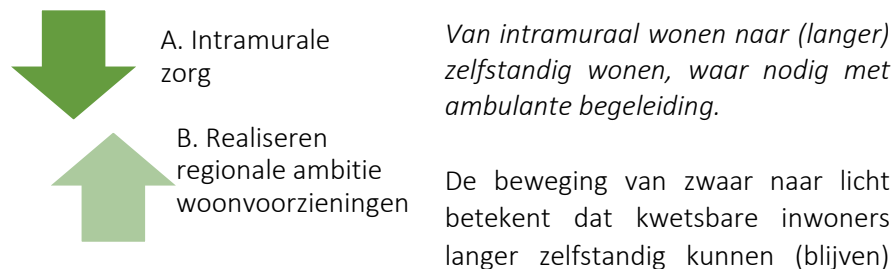 A. Intramurale
zorg
B. Realiseren
regionale ambitie
woonvoorzieningen
Van intramuraal wonen naar (langer)
zelfstandig wonen, waar nodig met
ambulante begeleiding.
De beweging van zwaar naar licht
betekent dat kwetsbare inwoners
langer zelfstandig kunnen (blijven)